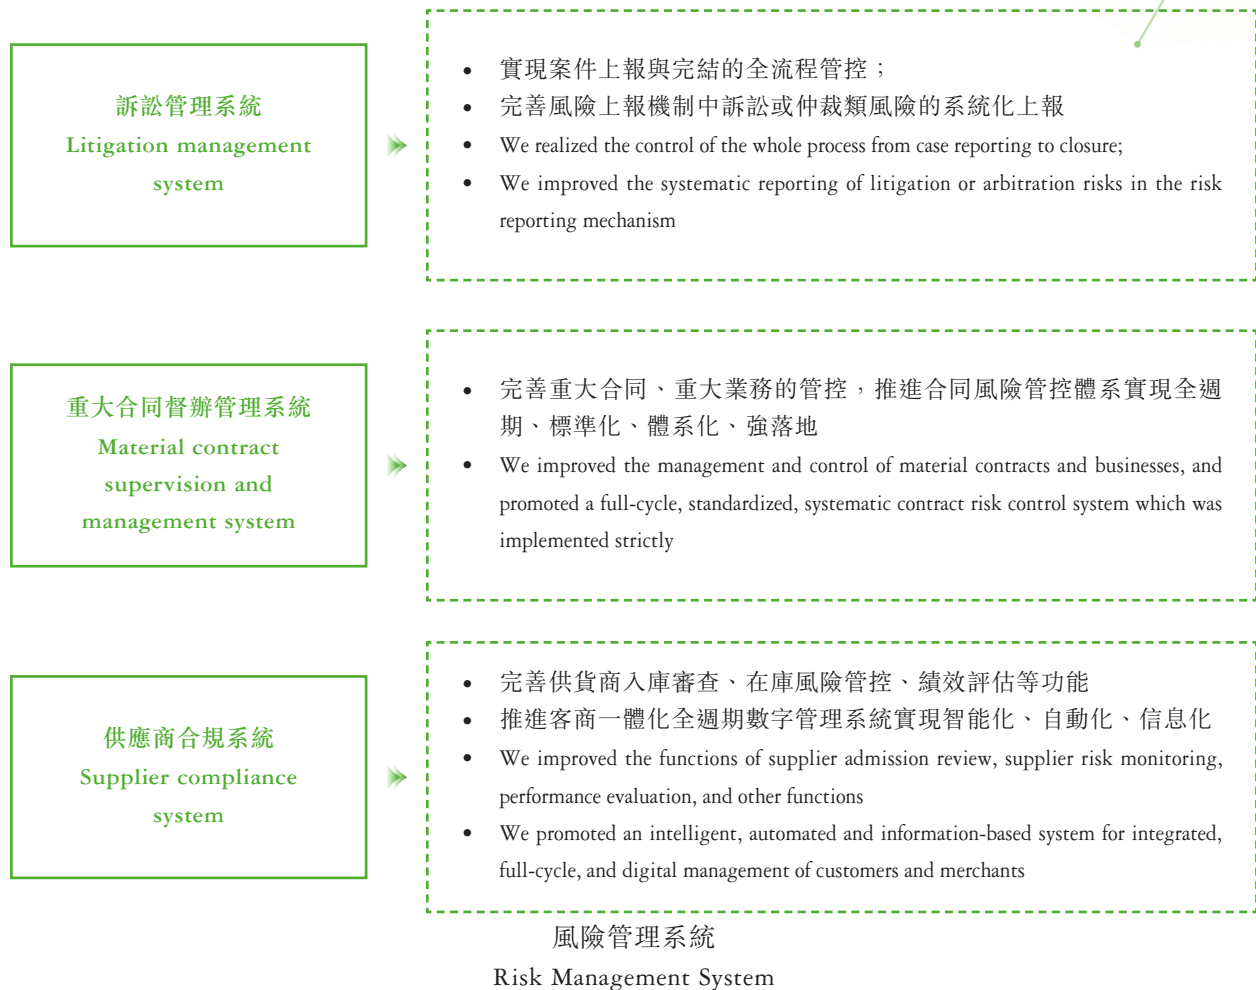 訴訟管理系統
Litigation management
system
• 實現案件上報與完結的全流程管控；
• 完善風險上報機制中訴訟或仲裁類風險的系統化上報
• We realized the control of the whole process from case reporting to closure;
• We improved the systematic reporting of litigation or arbitration risks in the risk
reporting mechanism
重大合同督辦管理系統
Material contract
supervision and
management system
• 完善重大合同、重大業務的管控，推進合同風險管控體系實現全週
期、標準化、體系化、強落地
• We improved the management and control of material contracts and businesses, and
promoted a full-cycle, standardized, systematic contract risk control system which was
implemented strictly
供應商合規系統
Supplier compliance
system
• 完善供貨商入庫審查、在庫風險管控、績效評估等功能
• 推進客商一體化全週期數字管理系統實現智能化、自動化、信息化
• We improved the functions of supplier admission review, supplier risk monitoring,
performance evaluation, and other functions
• We promoted an intelligent, automated and information-based system for integrated,
full-cycle, and digital management of customers and merchants
風險管理系統
Risk Management System